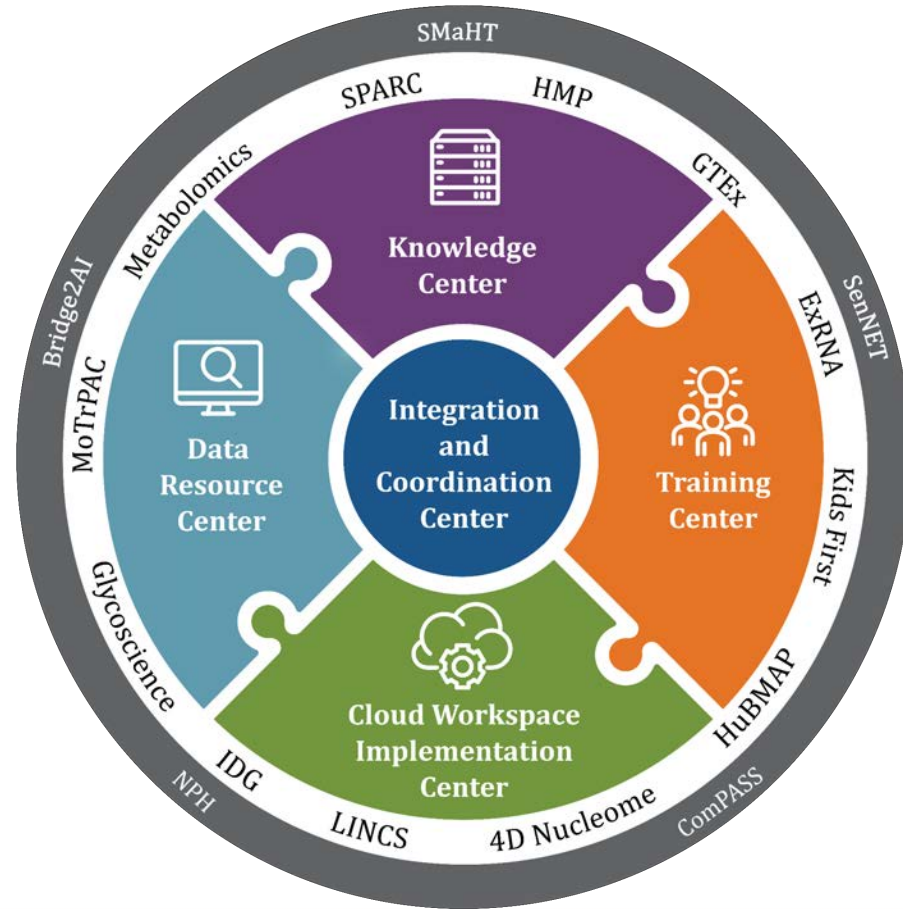 SMaHT
SPARC
HMP
Metabolomics
GTEx
Knowledge
Center
Bridge2AI
SenNET
ExRNA
MoTrPAC
Integration
and
Coordination
Center
Data
Resource
Center
Training
Center
Kids First
Glycoscience
HuBMAP
Cloud Workspace
Implementation
Center
IDG
NPH
LINCS
4D Nucleome
ComPASS